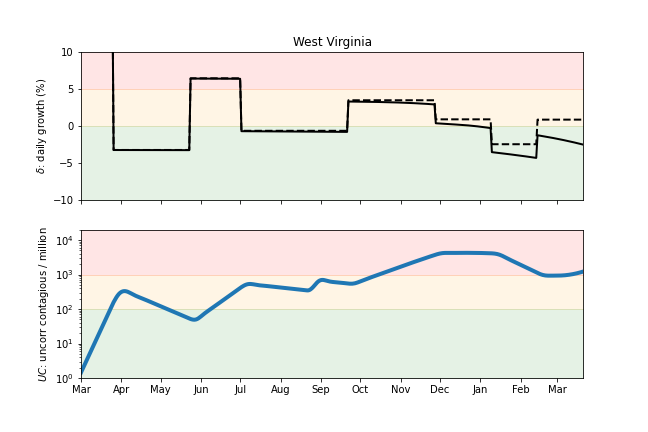 West Virginia
δ: daily growth (%)
10
5
0
−5
−10
UC: uncorr contagious / million
10⁴
10³
10²
10¹
10⁰
Mar Apr May Jun Jul Aug Sep Oct Nov Dec Jan Feb Mar